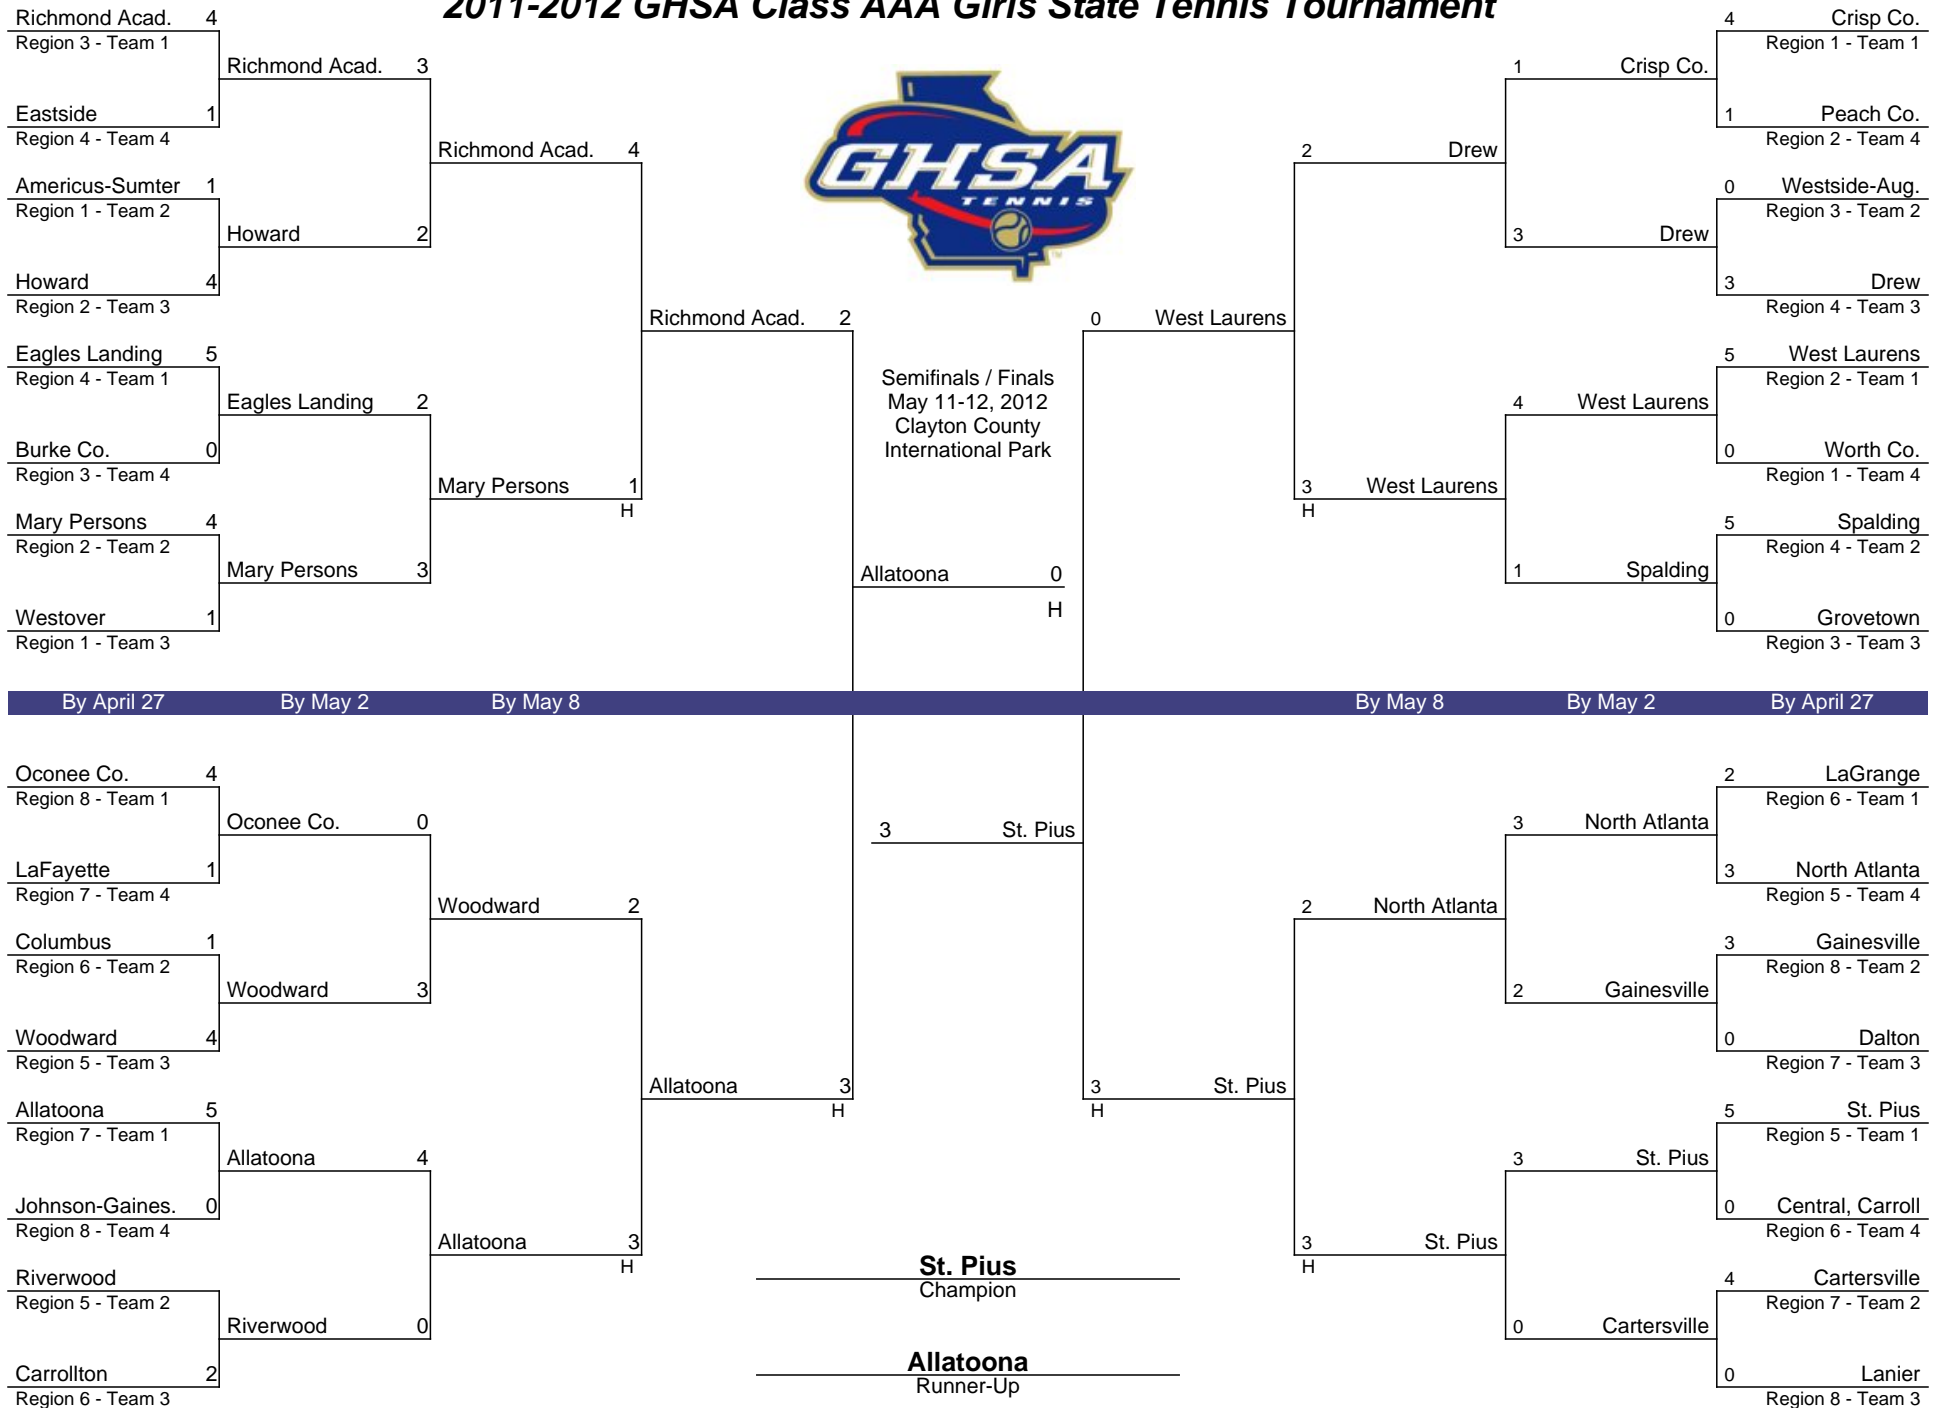 2011-2012 GHSA Class AAA Girls State Tennis Tournament
Richmond Acad. 4
Region 3 - Team 1
Eastside 1
Region 4 - Team 4
Americus-Sumter 1
Region 1 - Team 2
Howard 4
Region 2 - Team 3
Eagles Landing 5
Region 4 - Team 1
Burke Co. 0
Region 3 - Team 4
Mary Persons 4
Region 2 - Team 2
Westover 1
Region 1 - Team 3
Richmond Acad. 3
Howard 2
Eagles Landing 2
Mary Persons 3
Richmond Acad. 4
Mary Persons 1
H
Richmond Acad. 2
GHSA
TENNIS
TM
Semifinals / Finals
May 11-12, 2012
Clayton County
International Park
Allatoona 0
H
0 West Laurens
2 Drew
3 West Laurens
H
1 Crisp Co.
3 Drew
4 West Laurens
1 Spalding
4 Crisp Co.
Region 1 - Team 1
1 Peach Co.
Region 2 - Team 4
0 Westside-Aug.
Region 3 - Team 2
3 Drew
Region 4 - Team 3
5 West Laurens
Region 2 - Team 1
0 Worth Co.
Region 1 - Team 4
5 Spalding
Region 4 - Team 2
0 Grovetown
Region 3 - Team 3
By April 27 By May 2 By May 8 By May 8 By May 2 By April 27
Oconee Co. 4
Region 8 - Team 1
LaFayette 1
Region 7 - Team 4
Columbus 1
Region 6 - Team 2
Woodward 4
Region 5 - Team 3
Allatoona 5
Region 7 - Team 1
Johnson-Gaines. 0
Region 8 - Team 4
Riverwood
Region 5 - Team 2
Carrollton 2
Region 6 - Team 3
Oconee Co. 0
Woodward 3
Allatoona 4
Riverwood 0
Woodward 2
Allatoona 3
H
Allatoona 3
H
3 St. Pius
St. Pius
Champion
Allatoona
Runner-Up
3 St. Pius
H
2 North Atlanta
3 St. Pius
H
3 North Atlanta
2 Gainesville
3 St. Pius
0 Cartersville
2 LaGrange
Region 6 - Team 1
3 North Atlanta
Region 5 - Team 4
3 Gainesville
Region 8 - Team 2
0 Dalton
Region 7 - Team 3
5 St. Pius
Region 5 - Team 1
0 Central, Carroll
Region 6 - Team 4
4 Cartersville
Region 7 - Team 2
0 Lanier
Region 8 - Team 3